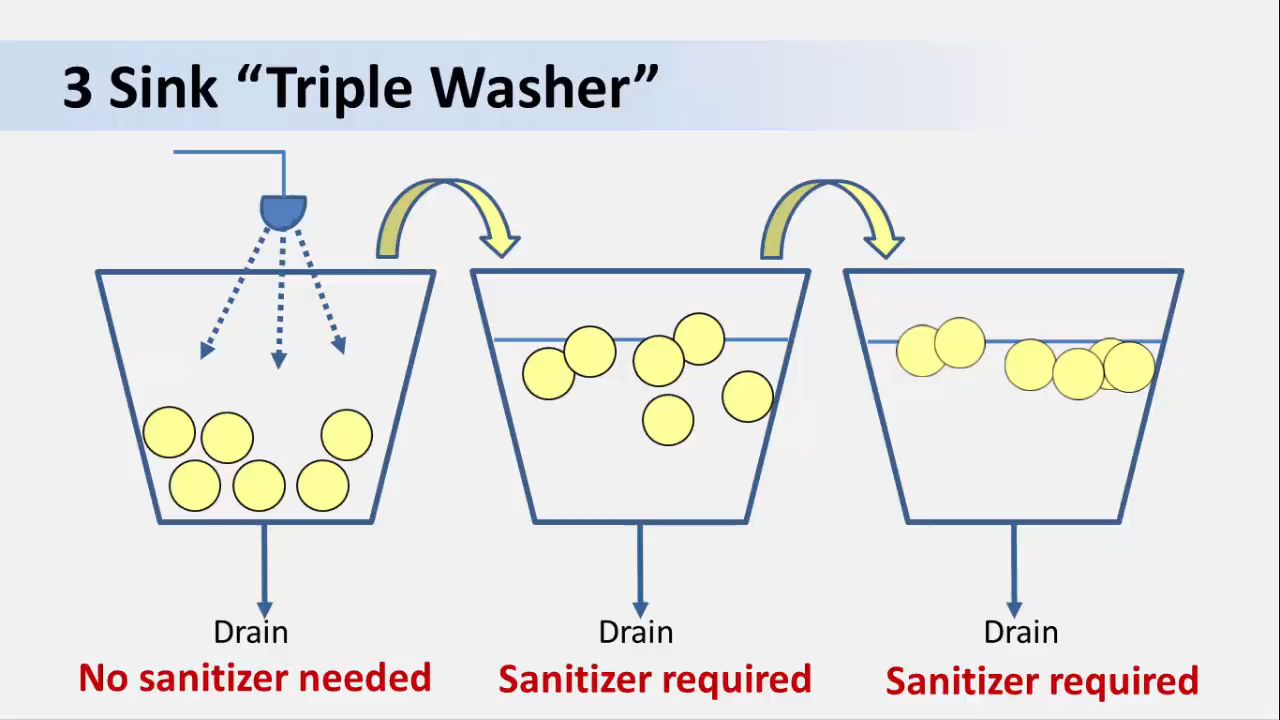 3 Sink “Triple Washer”
Drain
Drain
Drain
No sanitizer needed
Sanitizer required
Sanitizer required